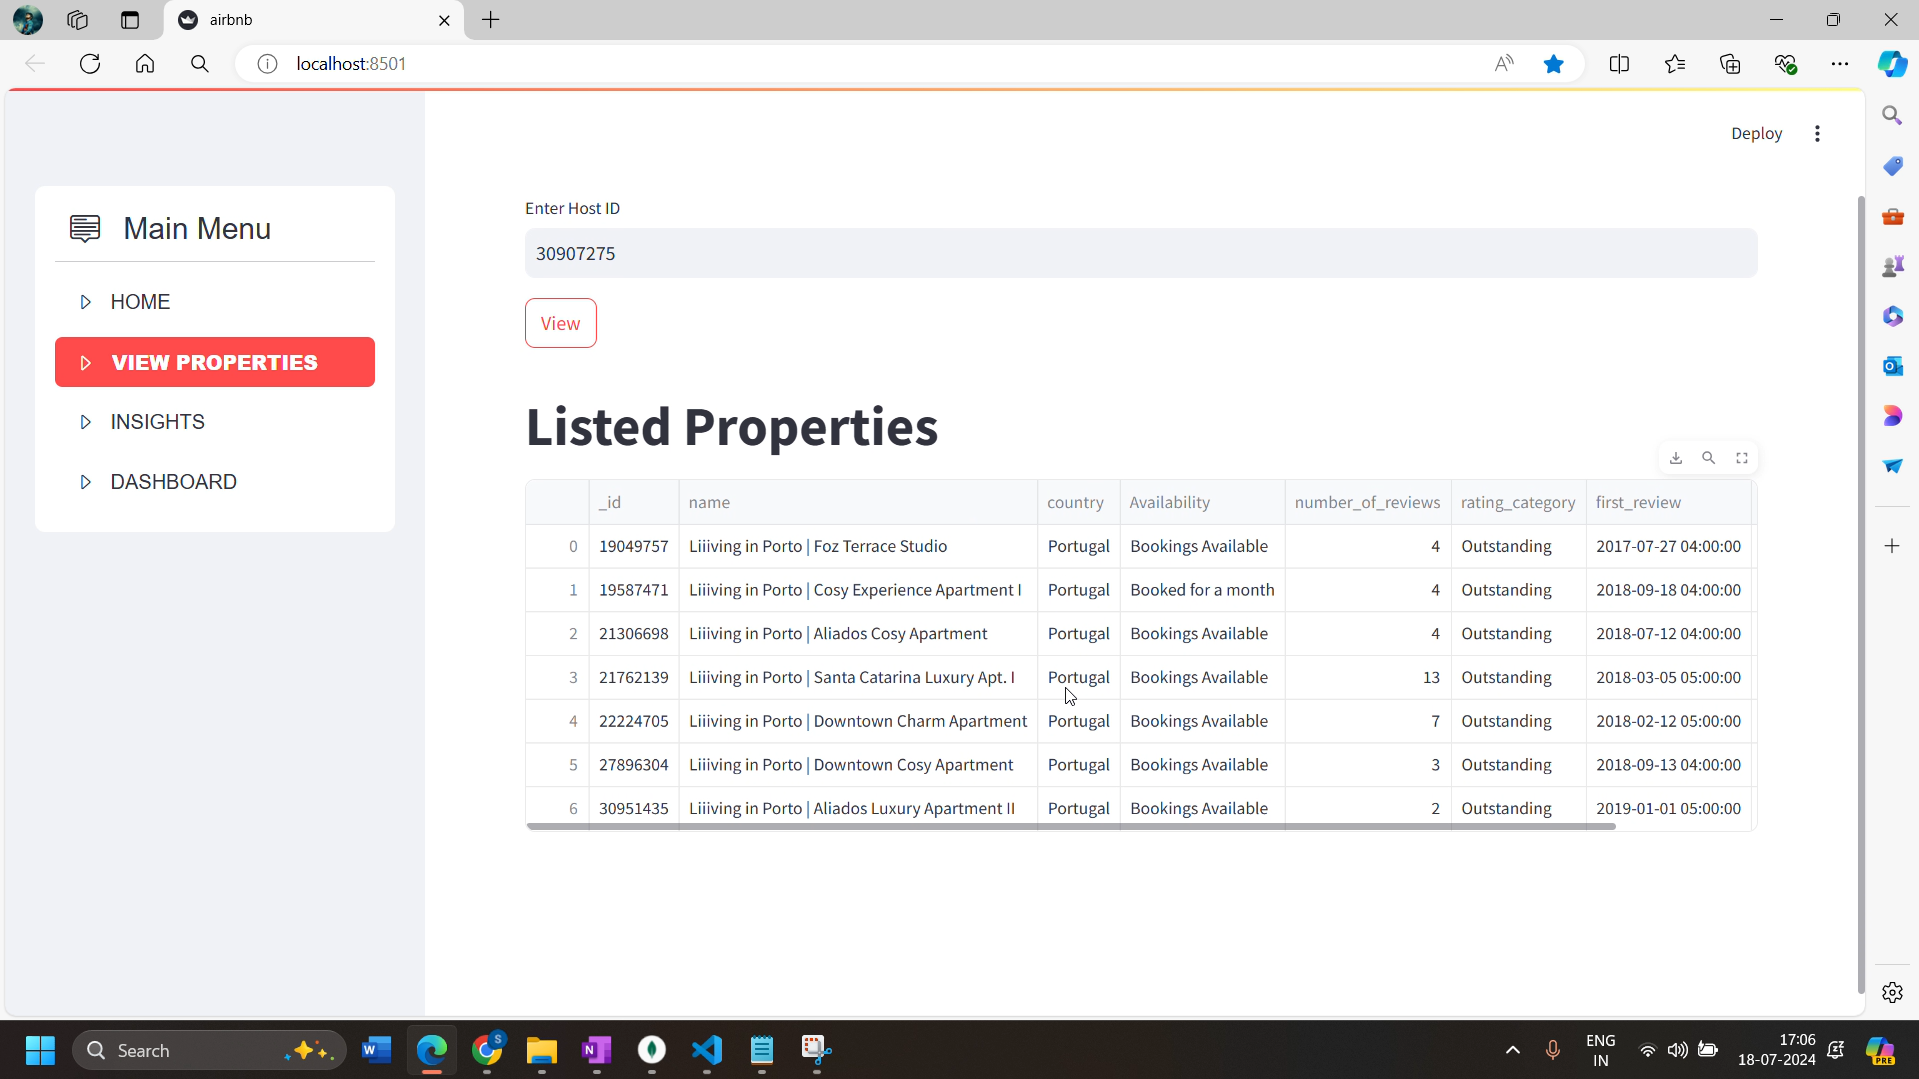 airbnb
localhost:8501
Deploy
Main Menu
HOME
VIEW PROPERTIES
INSIGHTS
DASHBOARD
Enter Host ID
30907275
View
Listed Properties
_id name country Availability number_of_reviews rating_category first_review
0 19049757 Liiiving in Porto | Foz Terrace Studio Portugal Bookings Available 4 Outstanding 2017-07-27 04:00:00
1 19587471 Liiiving in Porto | Cosy Experience Apartment I Portugal Booked for a month 4 Outstanding 2018-09-18 04:00:00
2 21306698 Liiiving in Porto | Aliados Cosy Apartment Portugal Bookings Available 4 Outstanding 2018-07-12 04:00:00
3 21762139 Liiiving in Porto | Santa Catarina Luxury Apt. I Portugal Bookings Available 13 Outstanding 2018-03-05 05:00:00
4 22224705 Liiiving in Porto | Downtown Charm Apartment Portugal Bookings Available 7 Outstanding 2018-02-12 05:00:00
5 27896304 Liiiving in Porto | Downtown Cosy Apartment Portugal Bookings Available 3 Outstanding 2018-09-13 04:00:00
6 30951435 Liiiving in Porto | Aliados Luxury Apartment II Portugal Bookings Available 2 Outstanding 2019-01-01 05:00:00
Search
ENG
IN
17:06
18-07-2024
PRE